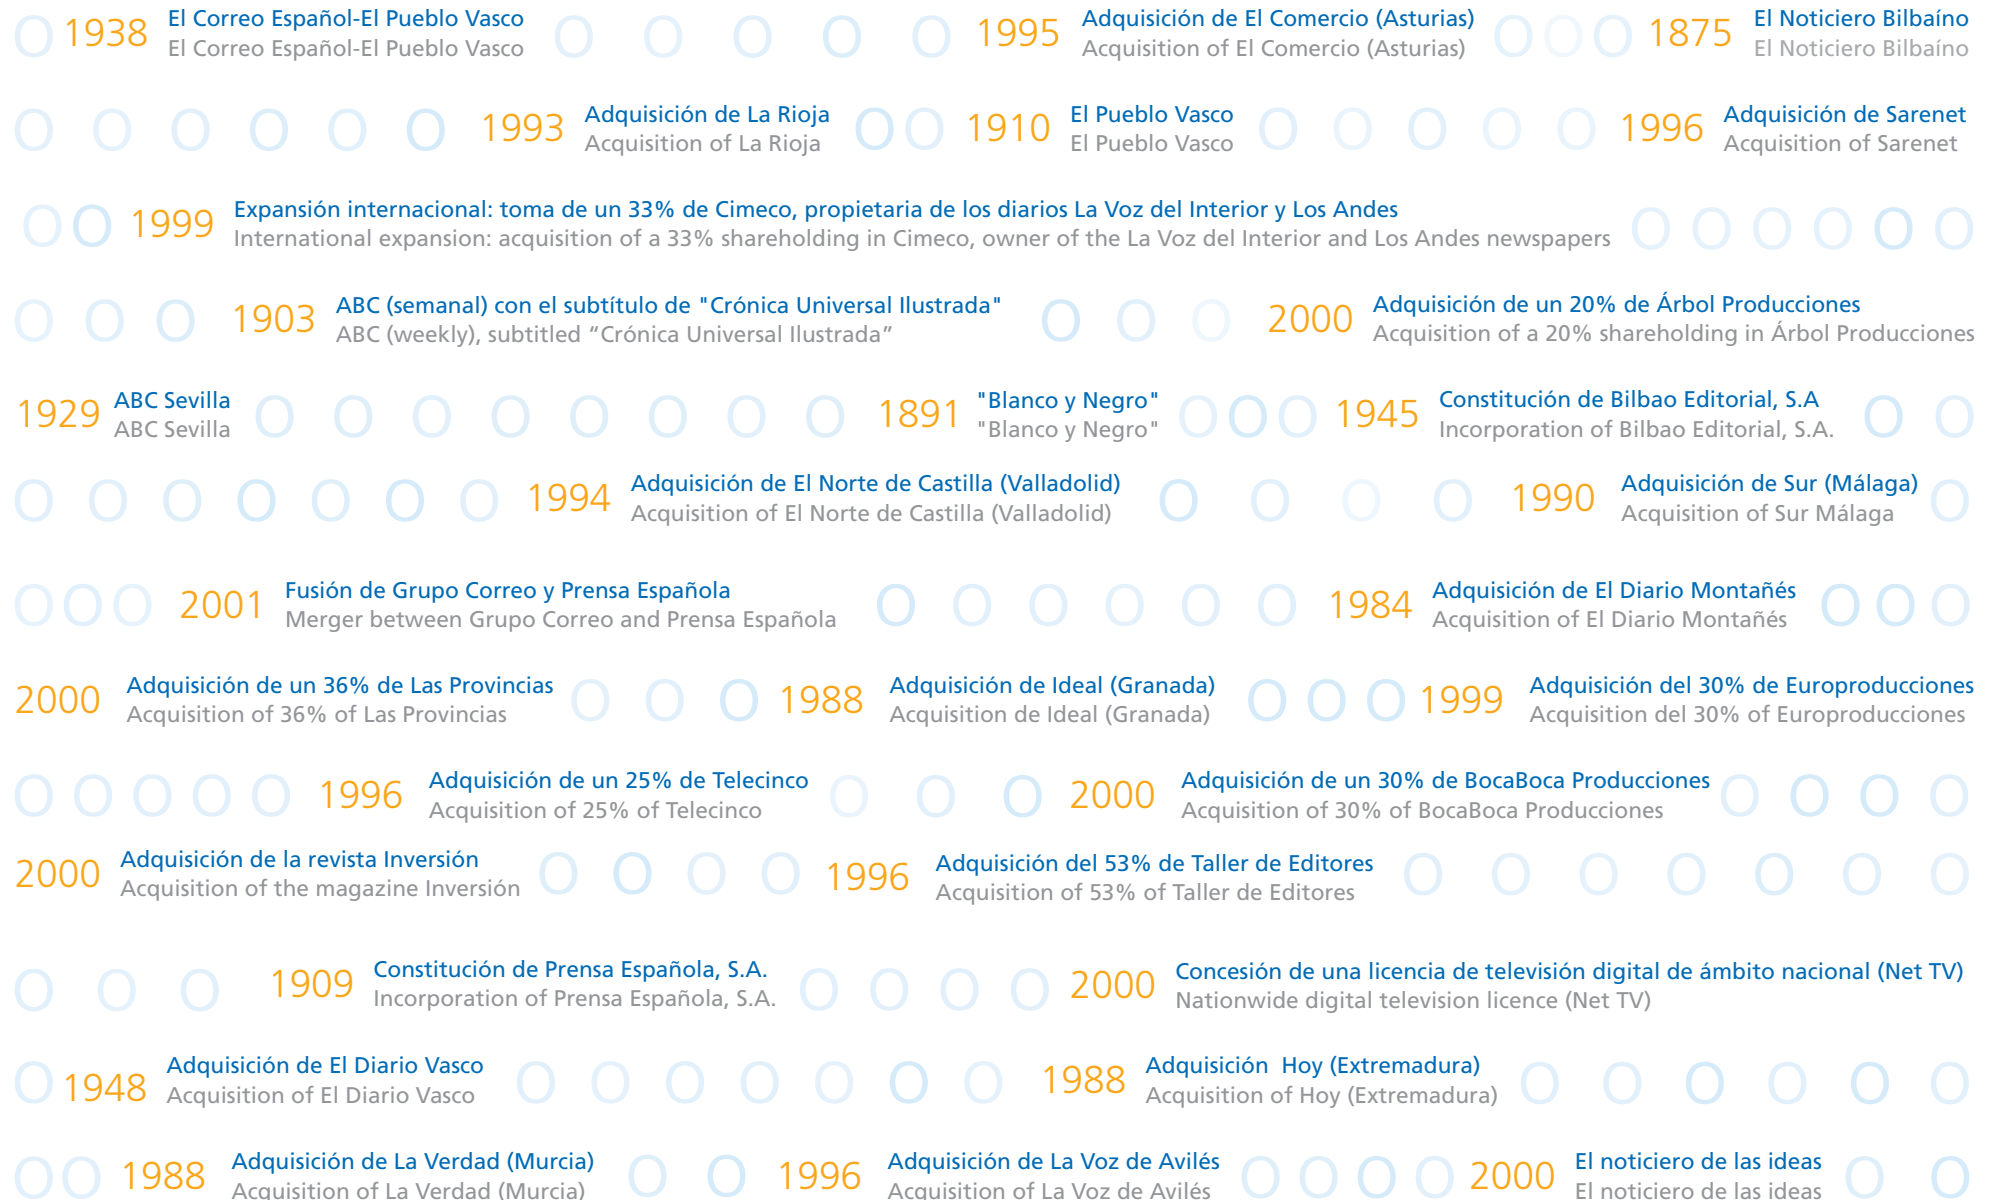 1938 El Correo Español-El Pueblo Vasco
El Correo Español-El Pueblo Vasco
1995 Adquisición de El Comercio (Asturias)
Acquisition of El Comercio (Asturias)
1875 El Noticiero Bilbaíno
El Noticiero Bilbaíno
1993 Adquisición de La Rioja
Acquisition of La Rioja
1910 El Pueblo Vasco
El Pueblo Vasco
1996 Adquisición de Sarenet
Acquisition of Sarenet
1999 Expansión internacional: toma de un 33% de Cimeco, propietaria de los diarios La Voz del Interior y Los Andes
International expansion: acquisition of a 33% shareholding in Cimeco, owner of the La Voz del Interior and Los Andes newspapers
1903 ABC (semanal) con el subtítulo de "Crónica Universal Ilustrada"
ABC (weekly), subtitled “Crónica Universal Ilustrada”
2000 Adquisición de un 20% de Árbol Producciones
Acquisition of a 20% shareholding in Árbol Producciones
1929 ABC Sevilla
ABC Sevilla
1891 "Blanco y Negro"
"Blanco y Negro"
1945 Constitución de Bilbao Editorial, S.A
Incorporation of Bilbao Editorial, S.A.
1994 Adquisición de El Norte de Castilla (Valladolid)
Acquisition of El Norte de Castilla (Valladolid)
1990 Adquisición de Sur (Málaga)
Acquisition of Sur Málaga
2001 Fusión de Grupo Correo y Prensa Española
Merger between Grupo Correo and Prensa Española
1984 Adquisición de El Diario Montañés
Acquisition of El Diario Montañés
2000 Adquisición de un 36% de Las Provincias
Acquisition of 36% of Las Provincias
1988 Adquisición de Ideal (Granada)
Acquisition de Ideal (Granada)
1999 Adquisición del 30% de Europroducciones
Acquisition del 30% of Europroducciones
1996 Adquisición de un 25% de Telecinco
Acquisition of 25% of Telecinco
2000 Adquisición de un 30% de BocaBoca Producciones
Acquisition of 30% of BocaBoca Producciones
2000 Adquisición de la revista Inversión
Acquisition of the magazine Inversión
1996 Adquisición del 53% de Taller de Editores
Acquisition of 53% of Taller de Editores
1909 Constitución de Prensa Española, S.A.
Incorporation of Prensa Española, S.A.
2000 Concesión de una licencia de televisión digital de ámbito nacional (Net TV)
Nationwide digital television licence (Net TV)
1948 Adquisición de El Diario Vasco
Acquisition of El Diario Vasco
1988 Adquisición Hoy (Extremadura)
Acquisition of Hoy (Extremadura)
1988 Adquisición de La Verdad (Murcia)
Acquisition of La Verdad (Murcia)
1996 Adquisición de La Voz de Avilés
Acquisition of La Voz de Avilés
2000 El noticiero de las ideas
El noticiero de las ideas